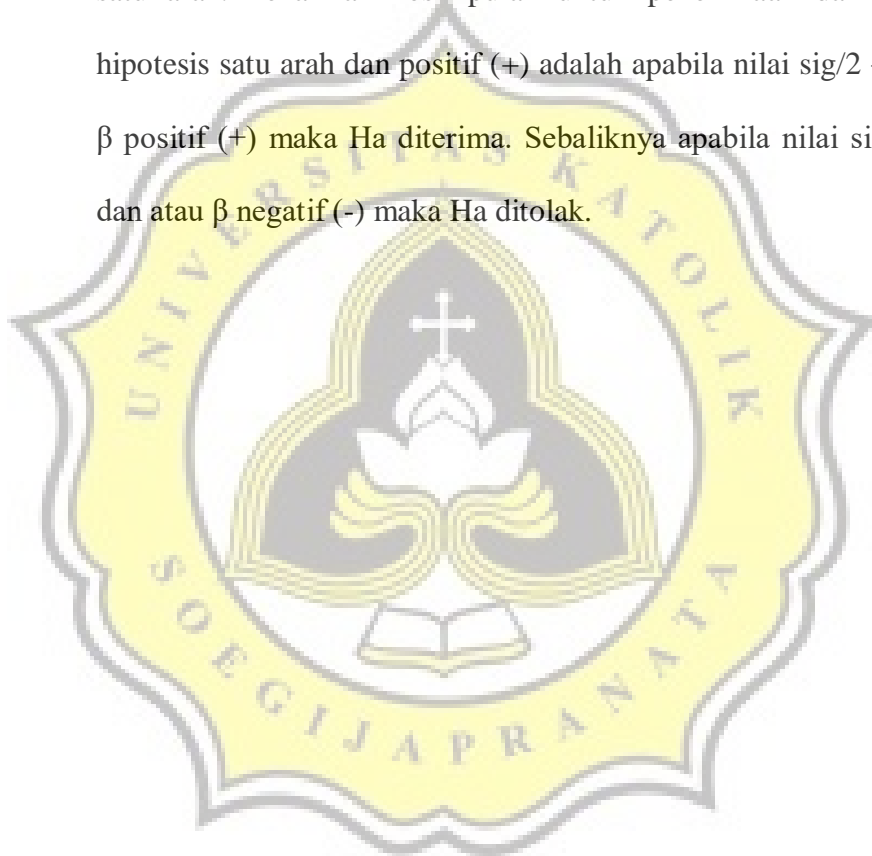 hipotesis satu arah dan positif (+) adalah apabila nilai sig/2
β positif (+) maka Ha diterima. Sebaliknya apabila nilai
dan atau β negatif (-) maka Ha ditolak.
UNIVERSITAS KATOLIK
SOEGIJAPRANATA